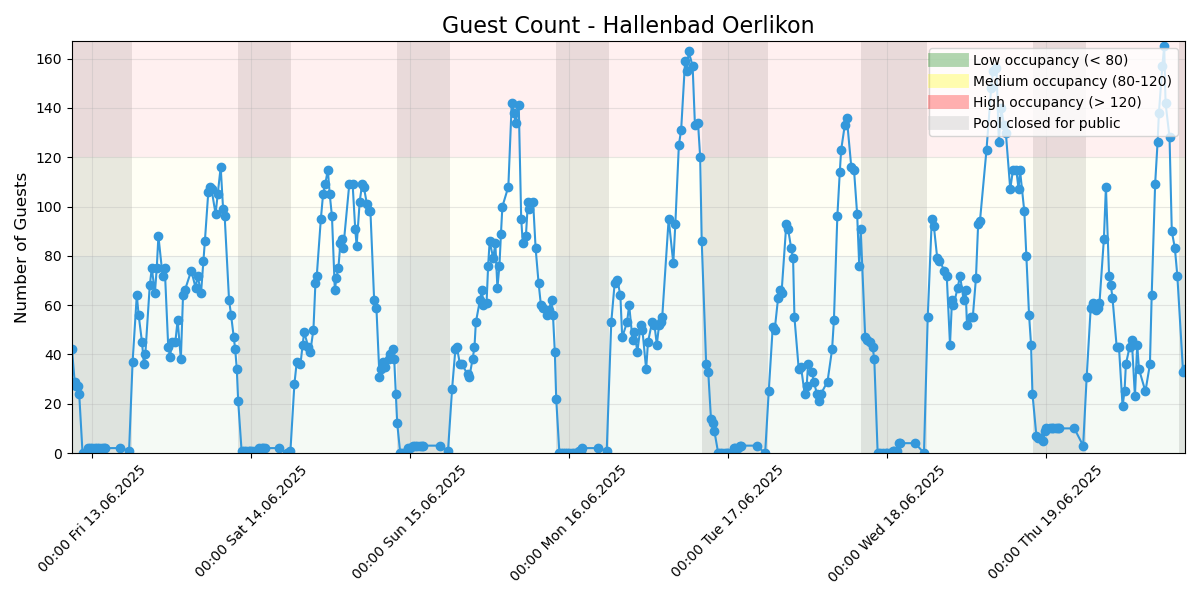 Guest Count - Hallenbad Oerlikon
Number of Guests
160
140
120
100
80
60
40
20
0
Low occupancy (< 80)
Medium occupancy (80-120)
High occupancy (> 120)
Pool closed for public
00:00 Fri 13.06.2025
00:00 Sat 14.06.2025
00:00 Sun 15.06.2025
00:00 Mon 16.06.2025
00:00 Tue 17.06.2025
00:00 Wed 18.06.2025
00:00 Thu 19.06.2025